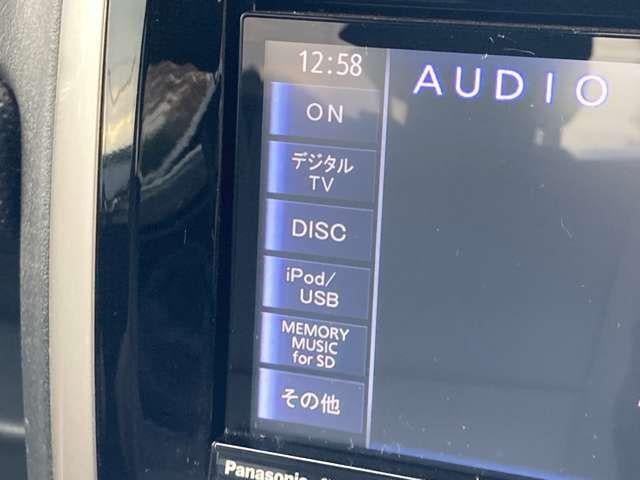 12:58
AUDIO
ON
デジタル
TV
DISC
iPod/
USB
MEMORY
MUSIC
for SD
その他
Panasonic